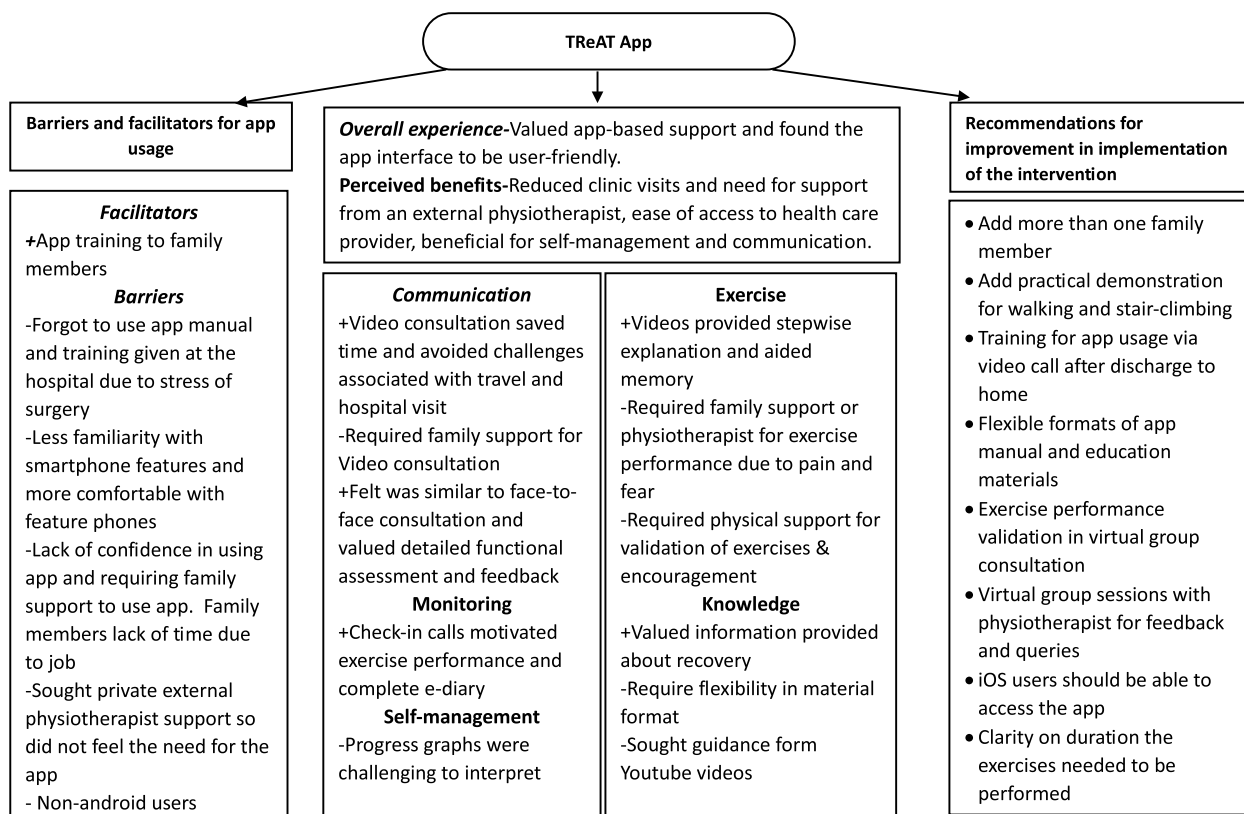 TReAT App
Barriers and facilitators for app
usage
Facilitators
+App training to family
members
Barriers
-Forgot to use app manual
and training given at the
hospital due to stress of
surgery
-Less familiarity with
smartphone features and
more comfortable with
feature phones
-Lack of confidence in using
app and requiring family
support to use app.  Family
members lack of time due
to job
-Sought private external
physiotherapist support so
did not feel the need for the
app
- Non-android users
Overall experience-Valued app-based support and found the
app interface to be user-friendly.
Perceived benefits-Reduced clinic visits and need for support
from an external physiotherapist, ease of access to health care
provider, beneficial for self-management and communication.
Communication
+Video consultation saved
time and avoided challenges
associated with travel and
hospital visit
-Required family support for
Video consultation
+Felt was similar to face-to-
face consultation and
valued detailed functional
assessment and feedback
Monitoring
+Check-in calls motivated
exercise performance and
complete e-diary
Self-management
-Progress graphs were
challenging to interpret
Exercise
+Videos provided stepwise
explanation and aided
memory
-Required family support or
physiotherapist for exercise
performance due to pain and
fear
-Required physical support for
validation of exercises &
encouragement
Knowledge
+Valued information provided
about recovery
-Require flexibility in material
format
-Sought guidance form
Youtube videos
Recommendations for
improvement in implementation
of the intervention
• Add more than one family
member
• Add practical demonstration
for walking and stair-climbing
• Training for app usage via
video call after discharge to
home
• Flexible formats of app
manual and education
materials
• Exercise performance
validation in virtual group
consultation
• Virtual group sessions with
physiotherapist for feedback
and queries
• iOS users should be able to
access the app
• Clarity on duration the
exercises needed to be
performed